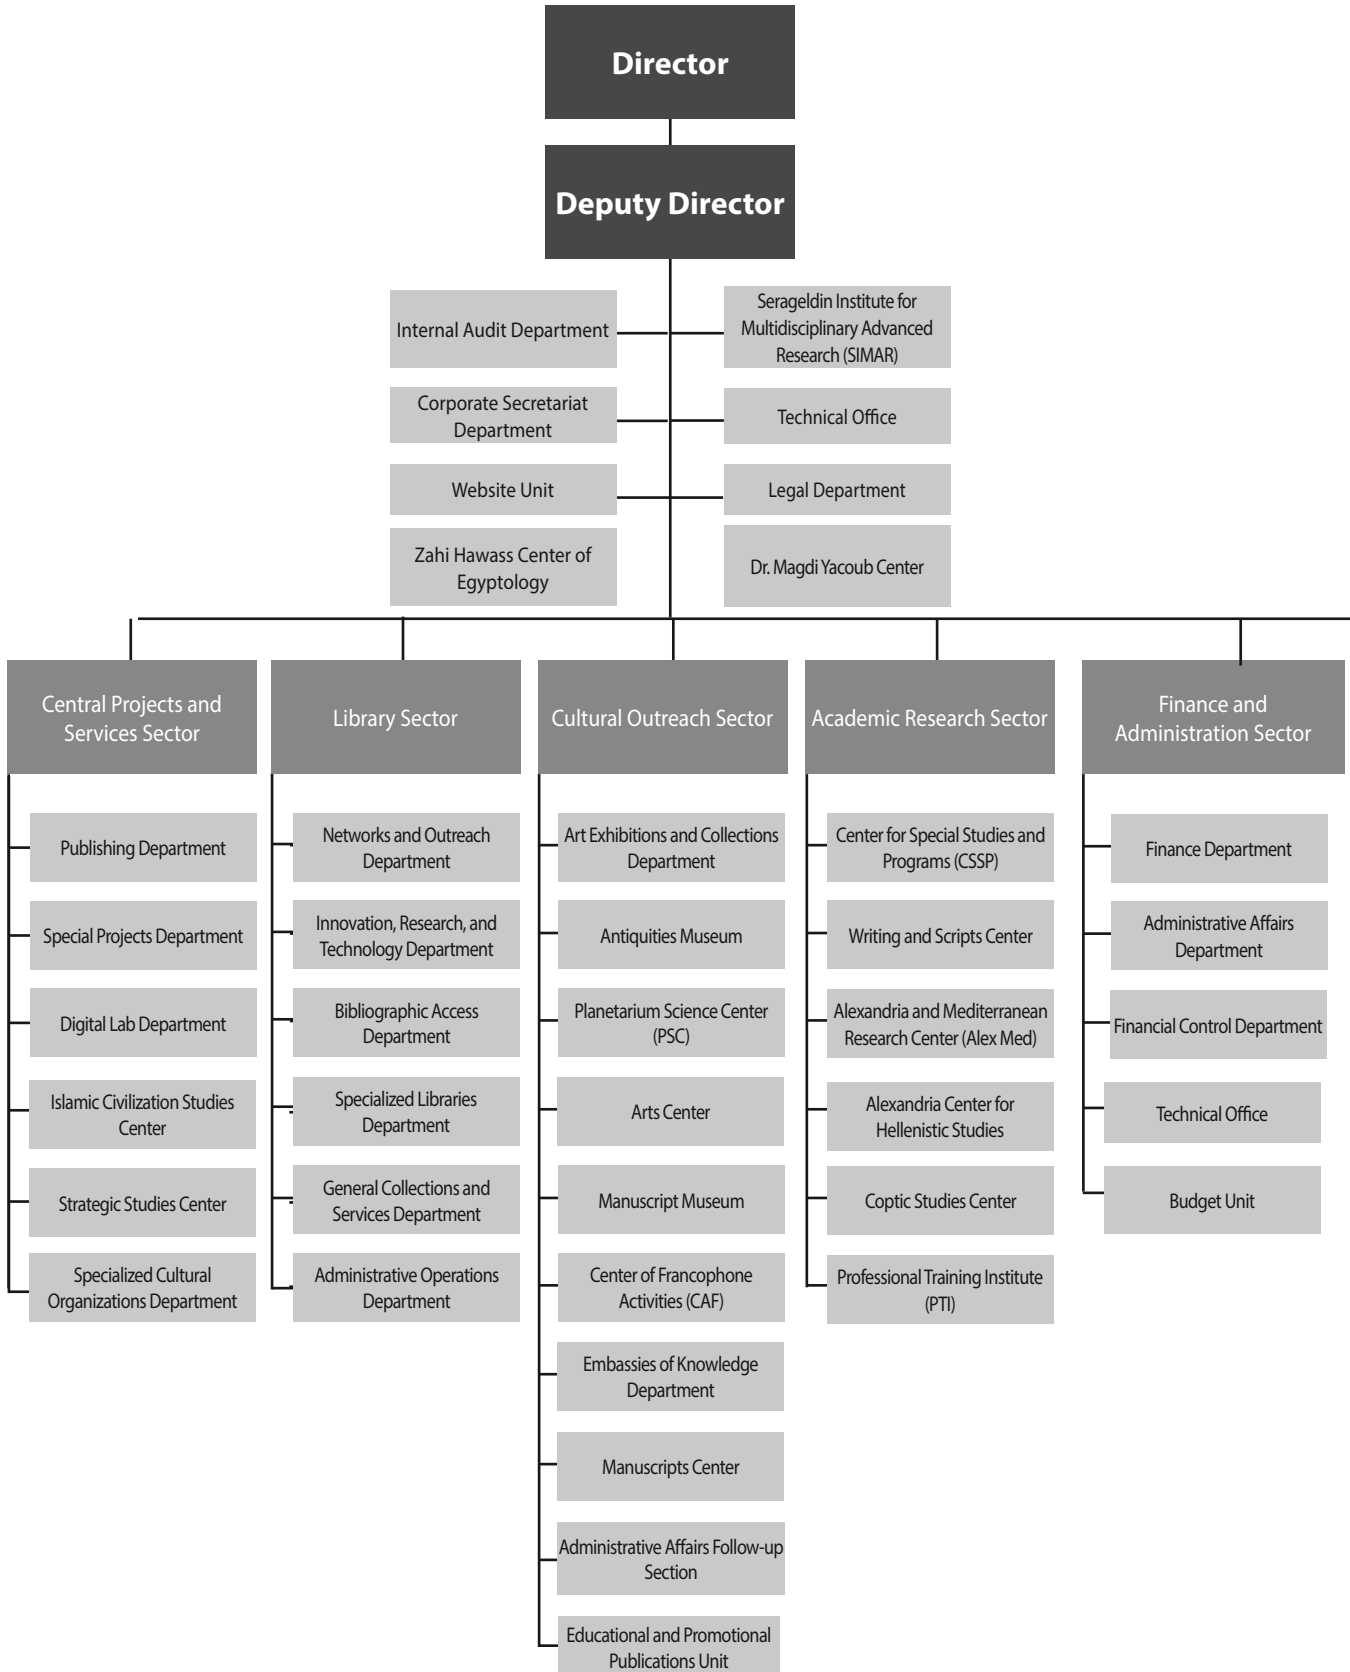 Director
Deputy Director
Internal Audit Department
Serageldin Institute for
Multidisciplinary Advanced
Research (SIMAR)
Corporate Secretariat
Department
Technical Office
Website Unit
Legal Department
Zahi Hawass Center of
Egyptology
Dr. Magdi Yacoub Center
Central Projects and
Services Sector
Publishing Department
Special Projects Department
Digital Lab Department
Islamic Civilization Studies
Center
Strategic Studies Center
Specialized Cultural
Organizations Department
Library Sector
Networks and Outreach
Department
Innovation, Research, and
Technology Department
Bibliographic Access
Department
Specialized Libraries
Department
General Collections and
Services Department
Administrative Operations
Department
Cultural Outreach Sector
Art Exhibitions and Collections
Department
Antiquities Museum
Planetarium Science Center
(PSC)
Arts Center
Manuscript Museum
Center of Francophone
Activities (CAF)
Embassies of Knowledge
Department
Manuscripts Center
Administrative Affairs Follow-up
Section
Educational and Promotional
Publications Unit
Academic Research Sector
Center for Special Studies and
Programs (CSSP)
Writing and Scripts Center
Alexandria and Mediterranean
Research Center (Alex Med)
Alexandria Center for
Hellenistic Studies
Coptic Studies Center
Professional Training Institute
(PTI)
Finance and
Administration Sector
Finance Department
Administrative Affairs
Department
Financial Control Department
Technical Office
Budget Unit